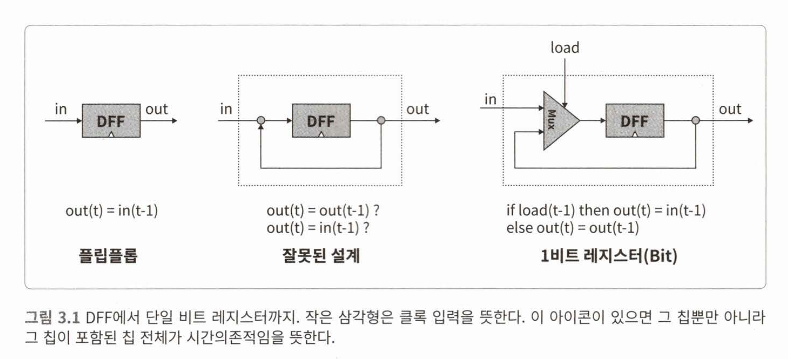 load
in
DFF
out
in
DFF
out
in
Mux
DFF
out
out(t) = in(t-1)
out(t) = out(t-1) ?
out(t) = in(t-1) ?
if load(t-1) then out(t) = in(t-1)
else out(t) = out(t-1)
플립플롭
잘못된 설계
1비트 레지스터(Bit)
그림 3.1 DFF에서 단일 비트 레지스터까지. 작은 삼각형은 클록 입력을 뜻한다. 이 아이콘이 있으면 그 칩뿐만 아니라
그 칩이 포함된 칩 전체가 시간의존적임을 뜻한다.